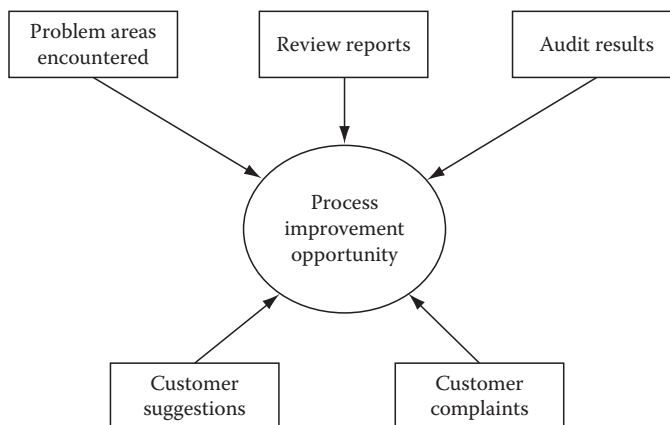 Problem areas
encountered
Review reports
Audit results
Process
improvement
opportunity
Customer
suggestions
Customer
complaints